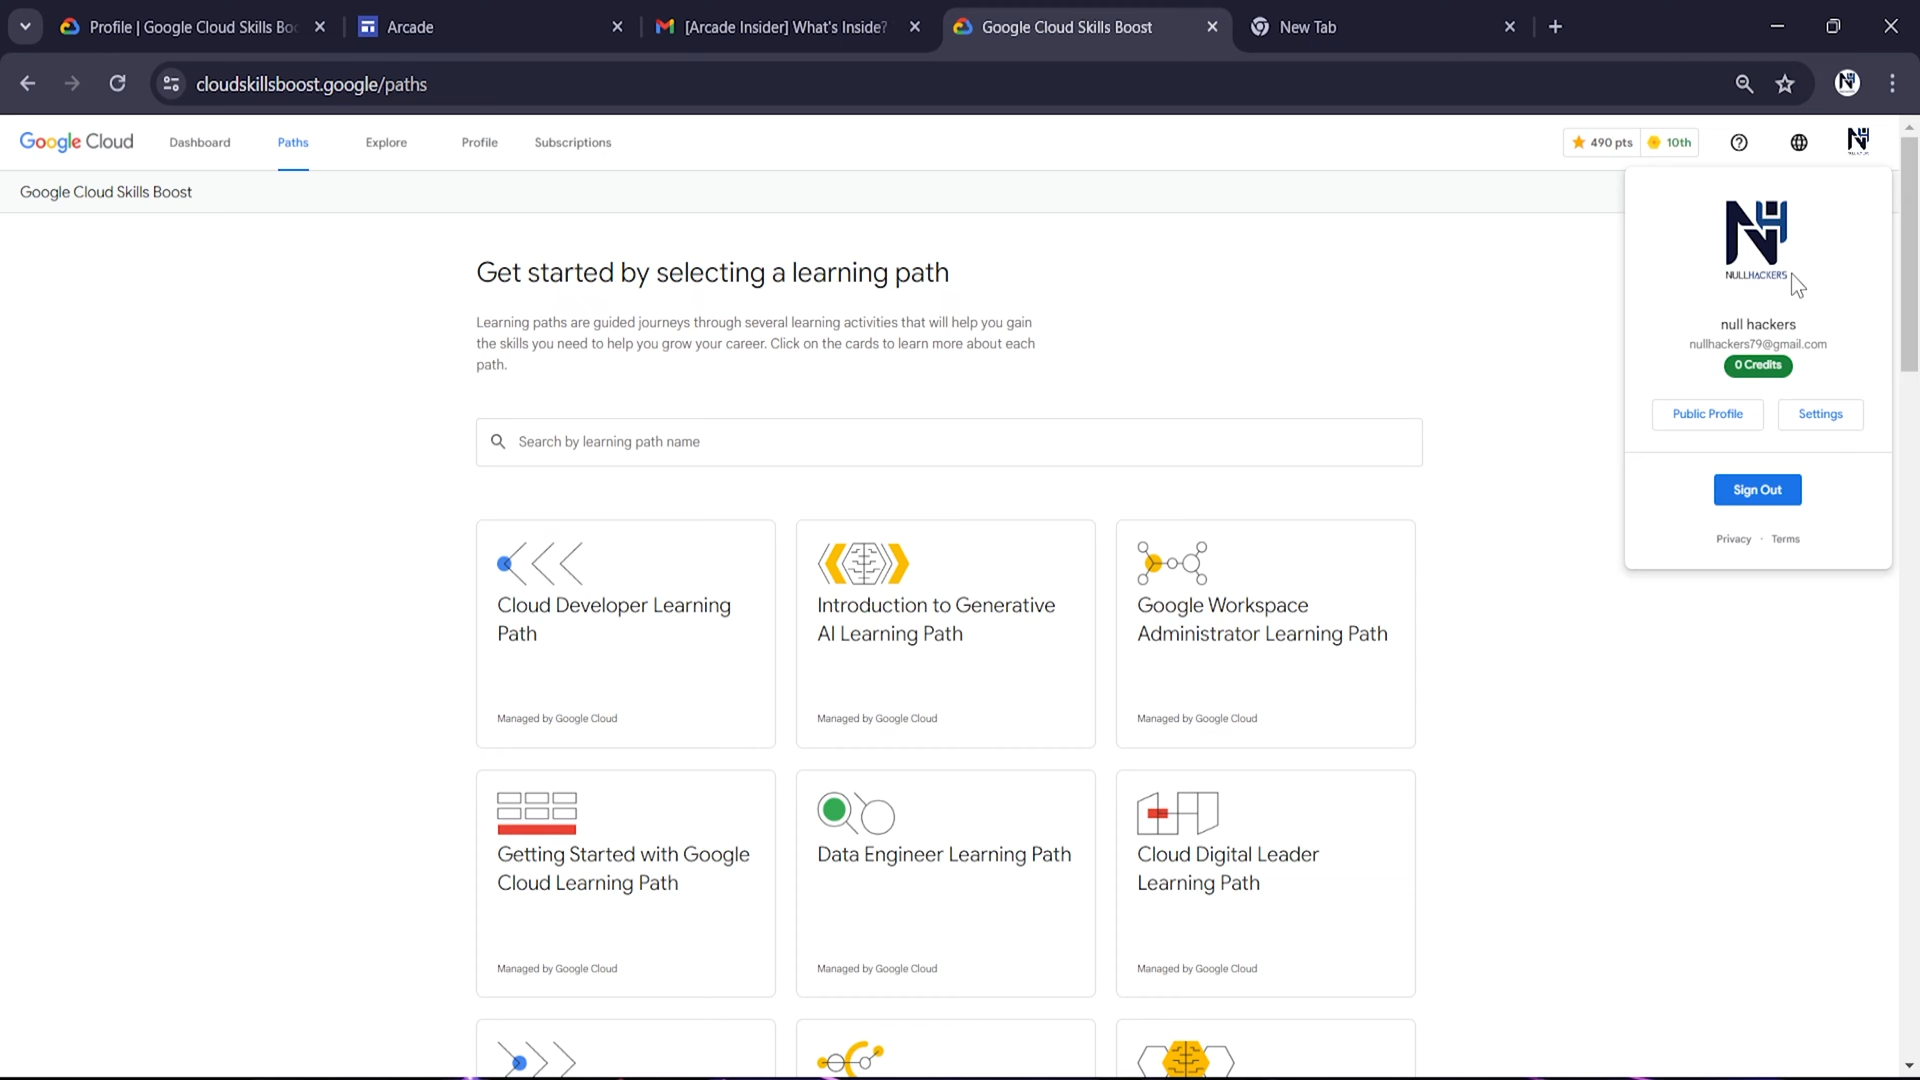 Profile | Google Cloud Skills Boo
Arcade
[Arcade Insider] What's Inside?
Google Cloud Skills Boost
New Tab
cloudskillsboost.google/paths
Google Cloud
Dashboard
Paths
Explore
Profile
Subscriptions
490 pts
10th
Google Cloud Skills Boost
NULLHACKERS
null hackers
nullhackers79@gmail.com
0 Credits
Public Profile
Settings
Sign Out
Privacy · Terms
Get started by selecting a learning path
Learning paths are guided journeys through several learning activities that will help you gain
the skills you need to help you grow your career. Click on the cards to learn more about each
path.
Search by learning path name
Cloud Developer Learning
Path
Managed by Google Cloud
Introduction to Generative
AI Learning Path
Managed by Google Cloud
Google Workspace
Administrator Learning Path
Managed by Google Cloud
Getting Started with Google
Cloud Learning Path
Managed by Google Cloud
Data Engineer Learning Path
Managed by Google Cloud
Cloud Digital Leader
Learning Path
Managed by Google Cloud